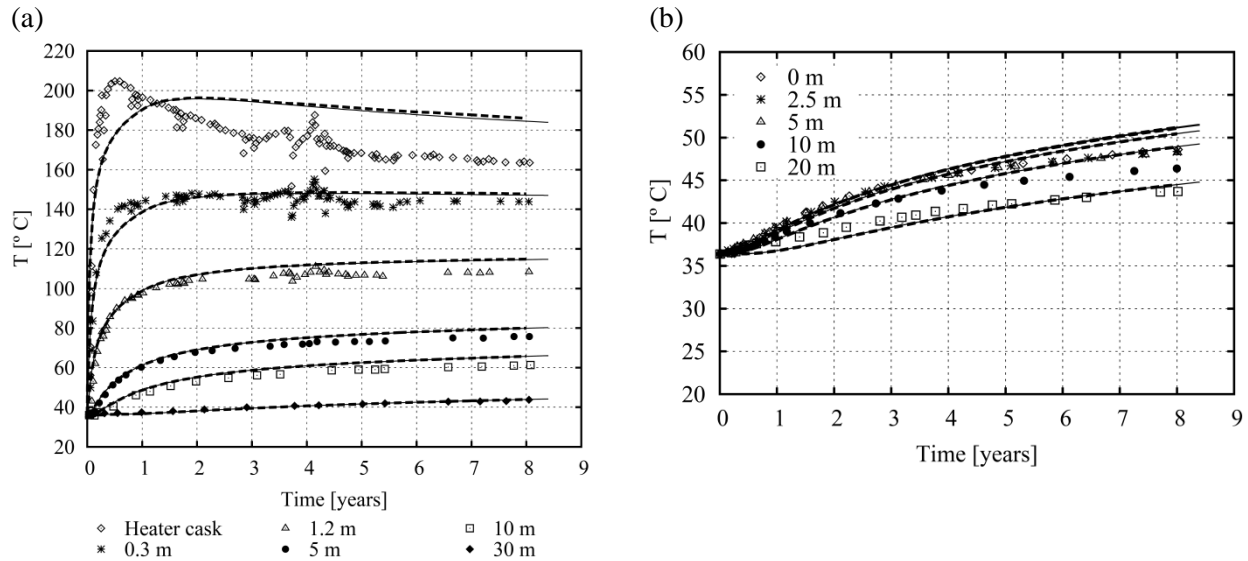 (a)
T [º C]
220
200
180
160
140
120
100
80
60
40
20
0 1 2 3 4 5 6 7 8 9
Time [years]
Heater cask 1.2 m 10 m
0.3 m 5 m 30 m
(b)
T [º C]
60
55
50
45
40
35
30
25
20
0 m
2.5 m
5 m
10 m
20 m
0 1 2 3 4 5 6 7 8 9
Time [years]